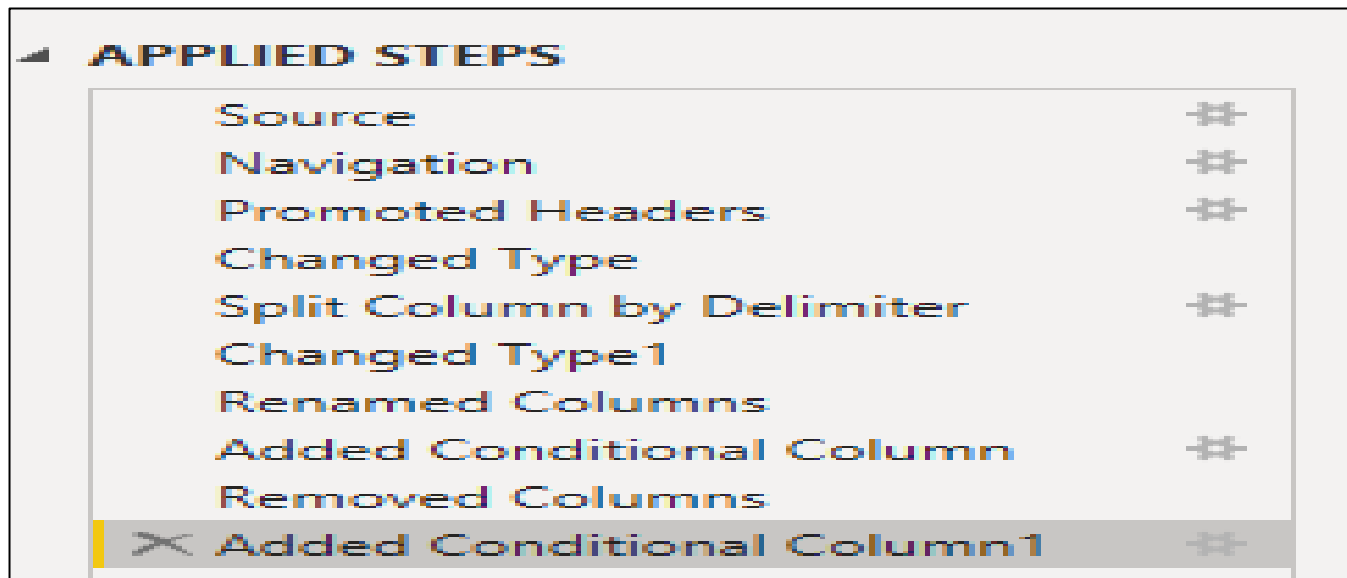 APPLIED STEPS
Source
Navigation
Promoted Headers
Changed Type
Split Column by Delimiter
Changed Type1
Renamed Columns
Added Conditional Column
Removed Columns
Added Conditional Column1